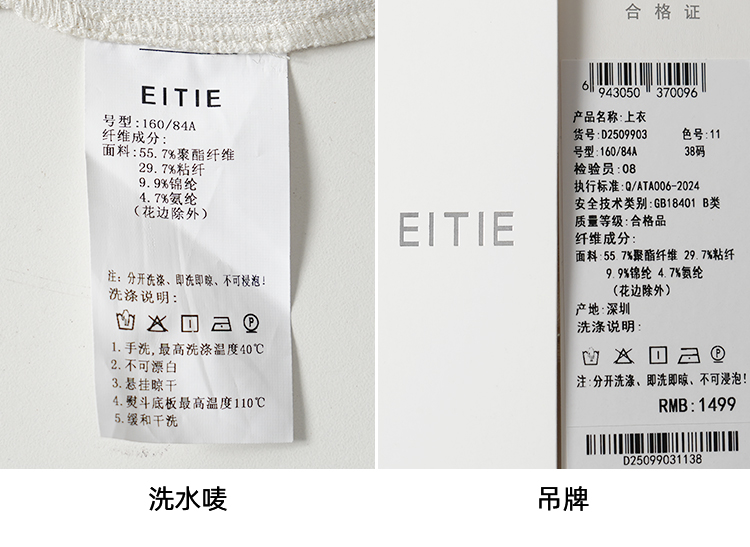 EITIE
号型:160/84A
纤维成分:
面料:55.7%聚酯纤维
29.7%粘纤
9.9%锦纶
4.7%氨纶
(花边除外)
注:分开洗涤、即洗即晾、不可浸泡!
洗涤说明:
1.手洗,最高洗涤温度40℃
2.不可漂白
3.悬挂晾干
4.熨斗底板最高温度110℃
5.缓和干洗
洗水唛
EITIE
合格证
6 943050 370096
产品名称:上衣
货号:D2509903 色号:11
号型:160/84A 38码
检验员:08
执行标准:Q/ATA006-2024
安全技术类别:GB18401 B类
质量等级:合格品
纤维成分:
面料:55.7%聚酯纤维 29.7%粘纤
9.9%锦纶 4.7%氨纶
(花边除外)
产地:深圳
洗涤说明:
注:分开洗涤、即洗即晾、不可浸泡!
RMB:1499
D25099031138
吊牌